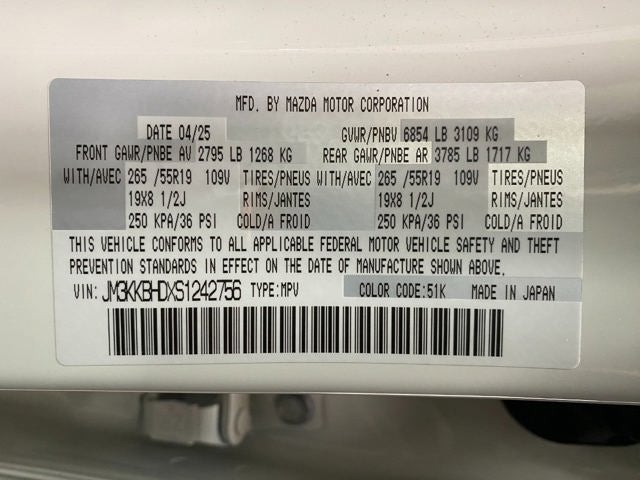 MFD. BY MAZDA MOTOR CORPORATION
DATE 04/25 GVWR/PNBV 6854 LB 3109 KG
FRONT GAWR/PNBE AV 2795 LB 1268 KG REAR GAWR/PNBE AR 3785 LB 1717 KG
WITH/AVEC 265 /55R19 109V TIRES/PNEUS WITH/AVEC 265 /55R19 109V TIRES/PNEUS
19X8 1/2J RIMS/JANTES 19X8 1/2J RIMS/JANTES
250 KPA/36 PSI COLD/A FROID 250 KPA/36 PSI COLD/A FROID
THIS VEHICLE CONFORMS TO ALL APPLICABLE FEDERAL MOTOR VEHICLE SAFETY AND THEFT
PREVENTION STANDARDS IN EFFECT ON THE DATE OF MANUFACTURE SHOWN ABOVE.
VIN: JM3KKBHDXS1242756 TYPE:MPV COLOR CODE:51K MADE IN JAPAN